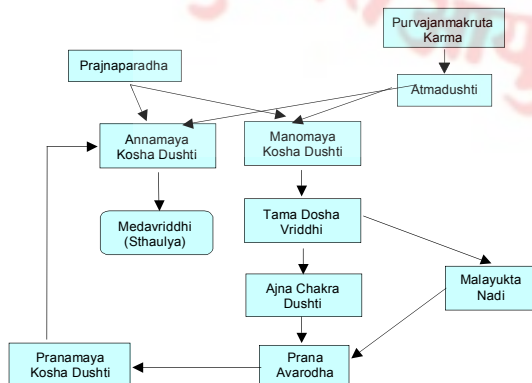 Purvajanmakruta
Karma
Prajnaparadha
Atmadushti
Annamaya
Kosha Dushti
Manomaya
Kosha Dushti
Medavriddhi
(Sthaulya)
Tama Dosha
Vriddhi
Ajna Chakra
Dushti
Malayukta
Nadi
Pranamaya
Kosha Dushti
Prana
Avarodha